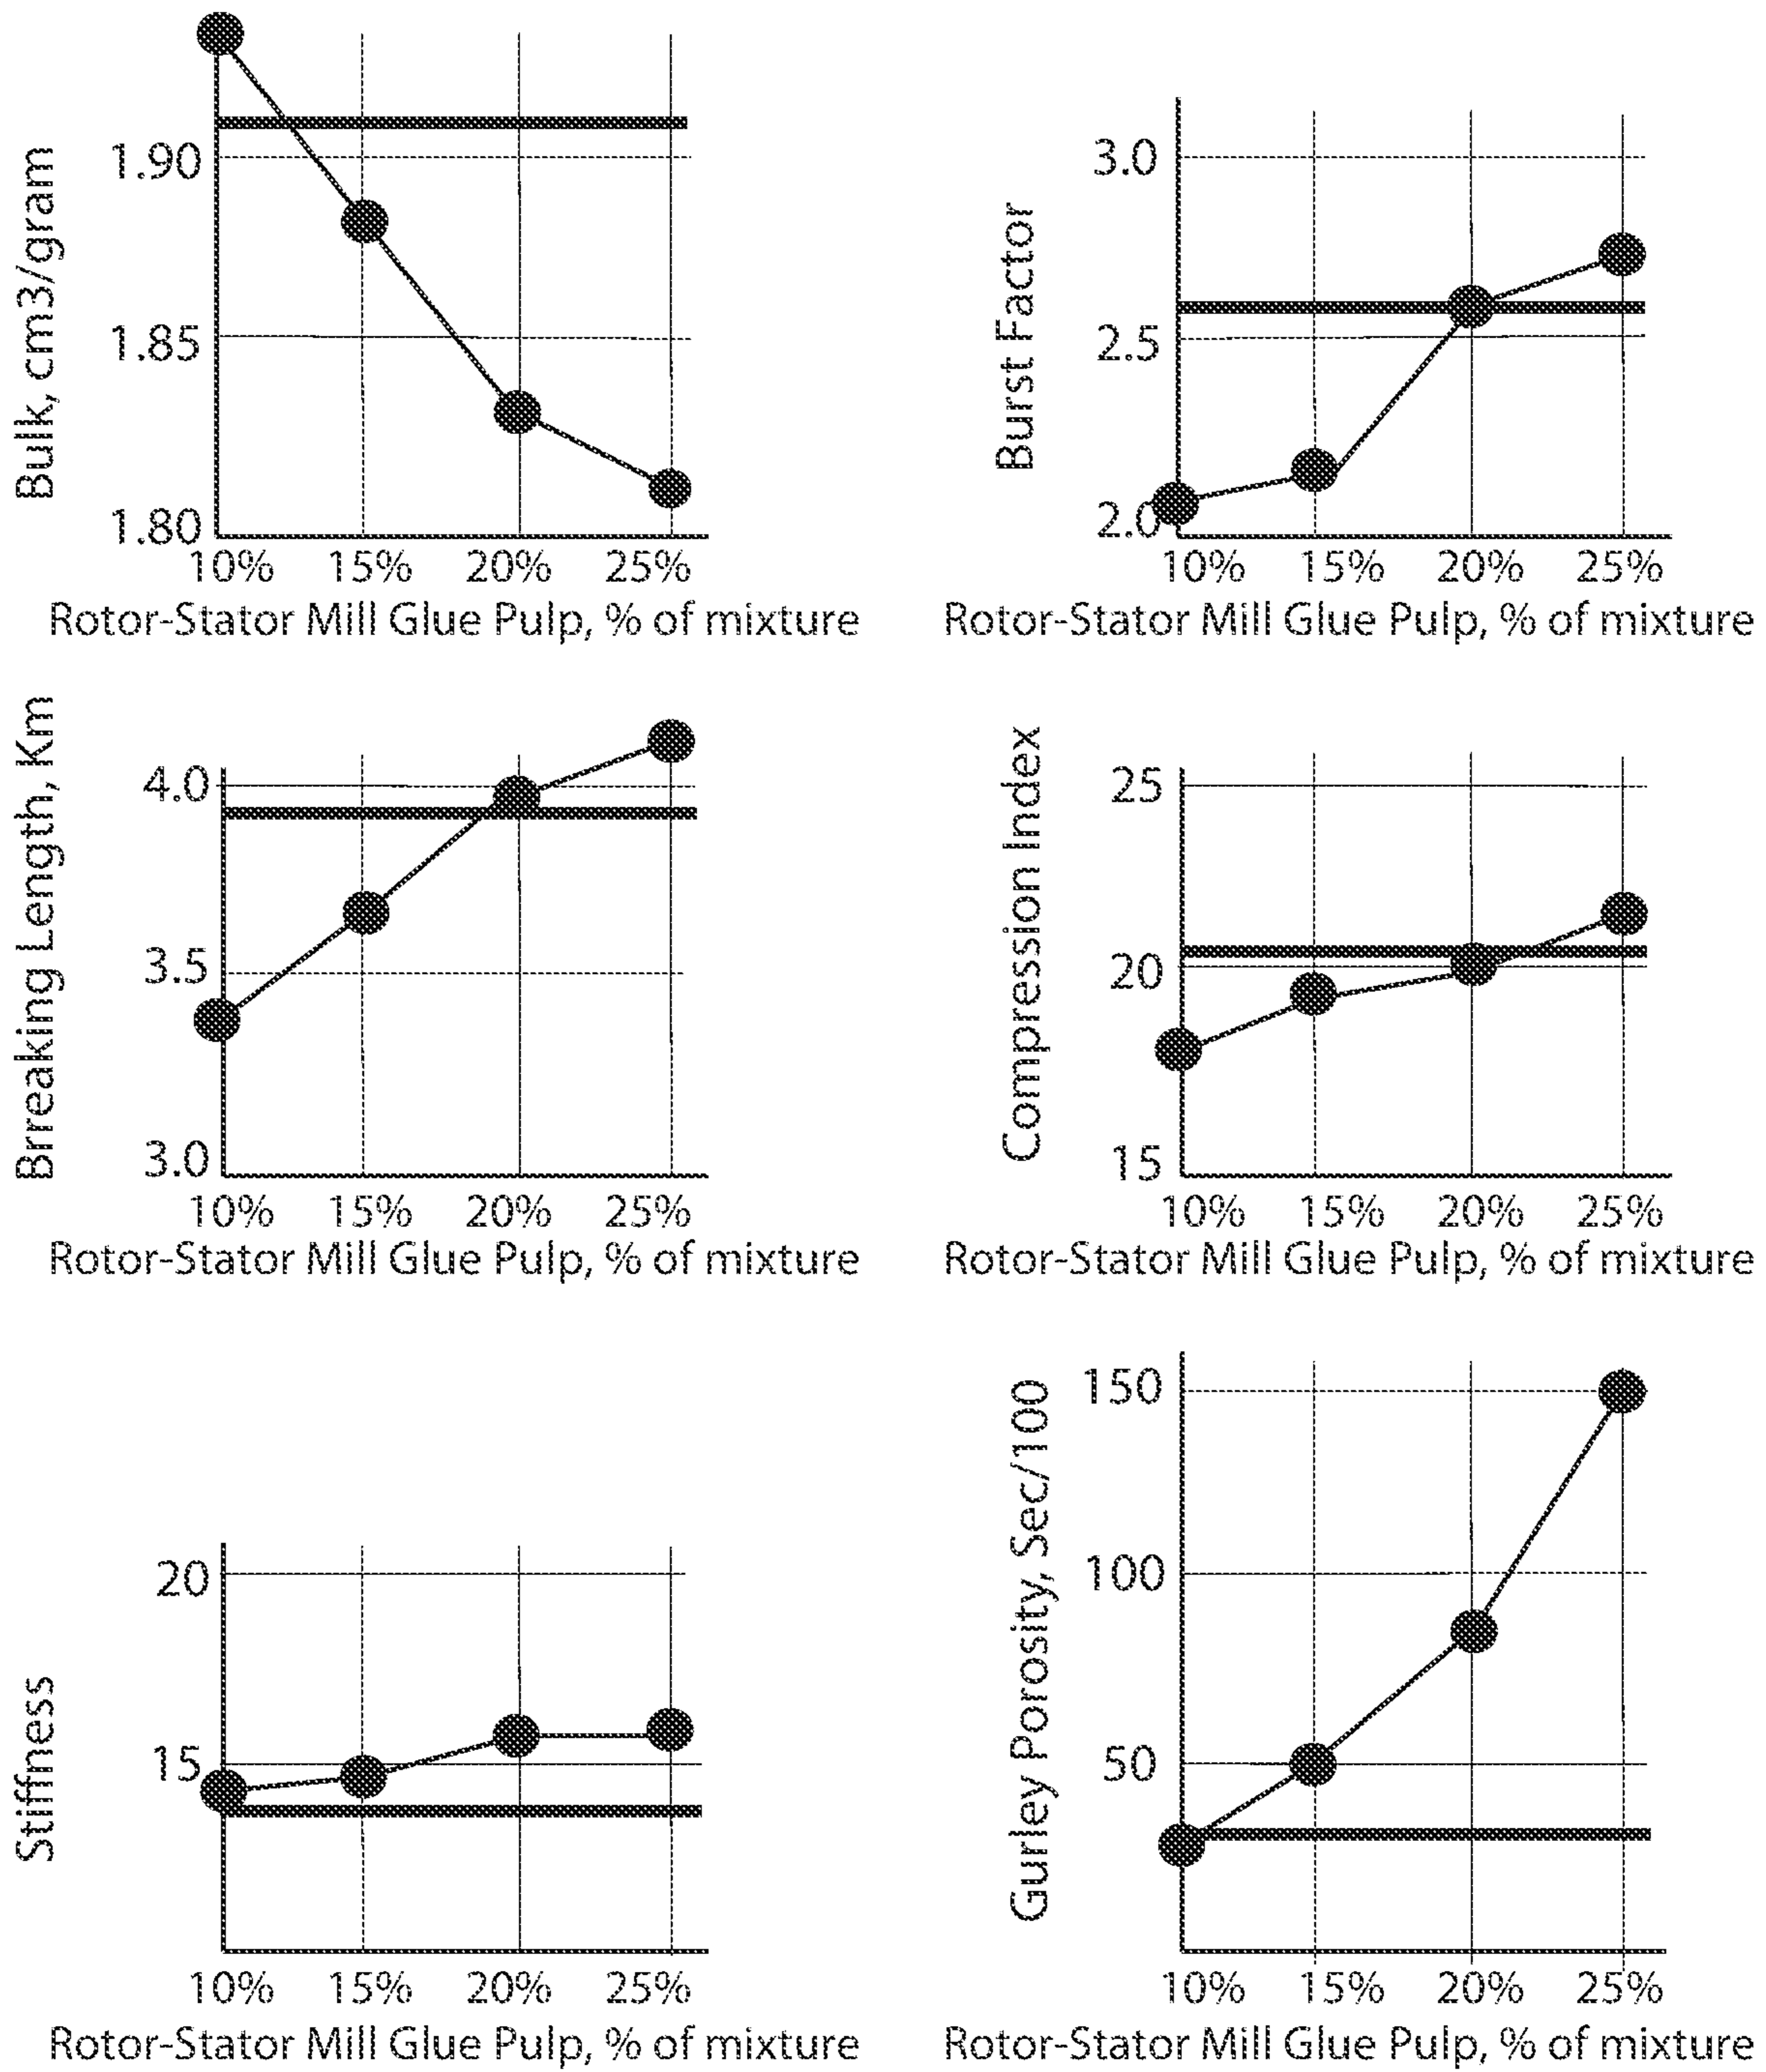 Bulk, cm3/gram
1.90
1.85
1.80
10% 15% 20% 25%
Rotor-Stator Mill Glue Pulp, % of mixture
Burst Factor
3.0
2.5
2.0
10% 15% 20% 25%
Rotor-Stator Mill Glue Pulp, % of mixture
Brreaking Length, Km
4.0
3.5
3.0
10% 15% 20% 25%
Rotor-Stator Mill Glue Pulp, % of mixture
Compression Index
25
20
15
10% 15% 20% 25%
Rotor-Stator Mill Glue Pulp, % of mixture
Stiffness
20
15
10% 15% 20% 25%
Rotor-Stator Mill Glue Pulp, % of mixture
Gurley Porosity, Sec/100
150
100
50
10% 15% 20% 25%
Rotor-Stator Mill Glue Pulp, % of mixture